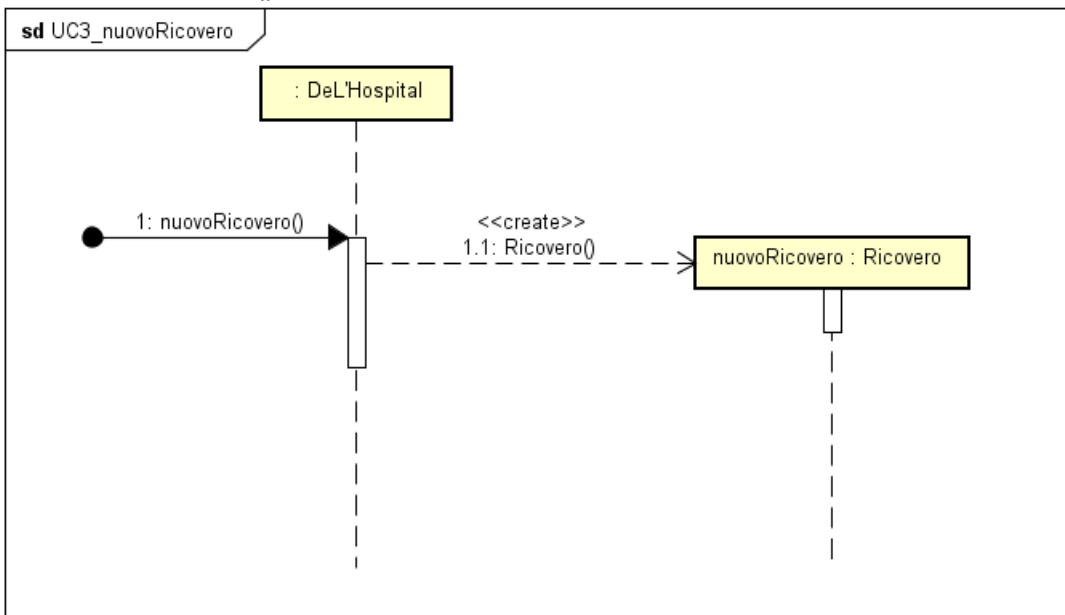 sd UC3_nuovoRicovero
: DeL'Hospital
1: nuovoRicovero()
<<create>>
1.1: Ricovero()
nuovoRicovero : Ricovero